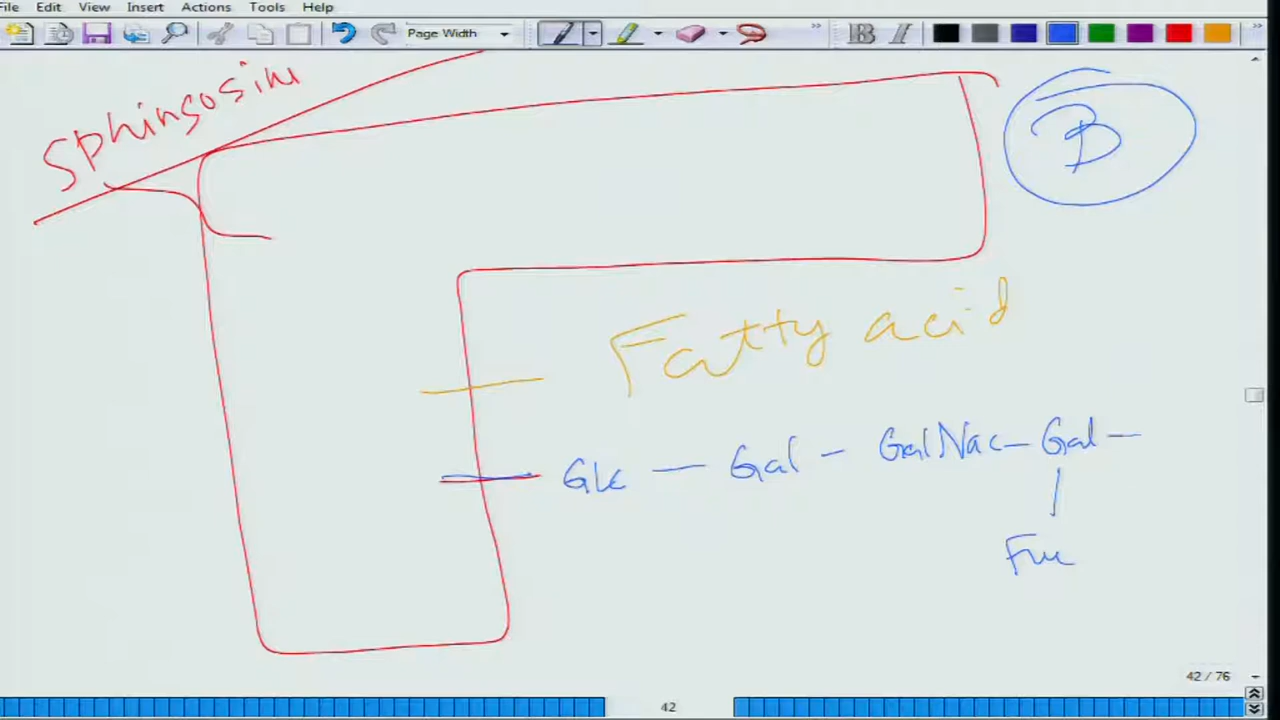 File Edit View Insert Actions Tools Help
Page Width
B I
Sphingosine
B
Fatty acid
Glc — Gal — GalNac — Gal —
Fuc
42 / 76
42